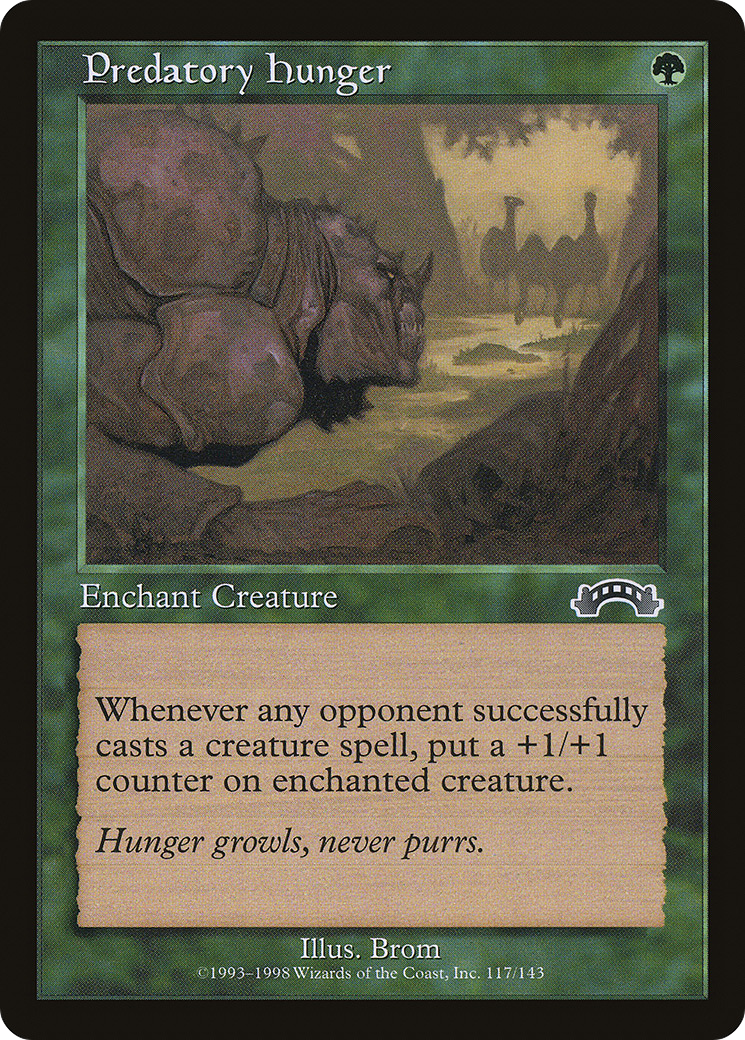 Predatory Hunger
Enchant Creature
Whenever any opponent successfully
casts a creature spell, put a +1/+1
counter on enchanted creature.
Hunger growls, never purrs.
Illus. Brom
©1993–1998 Wizards of the Coast, Inc. 117/143